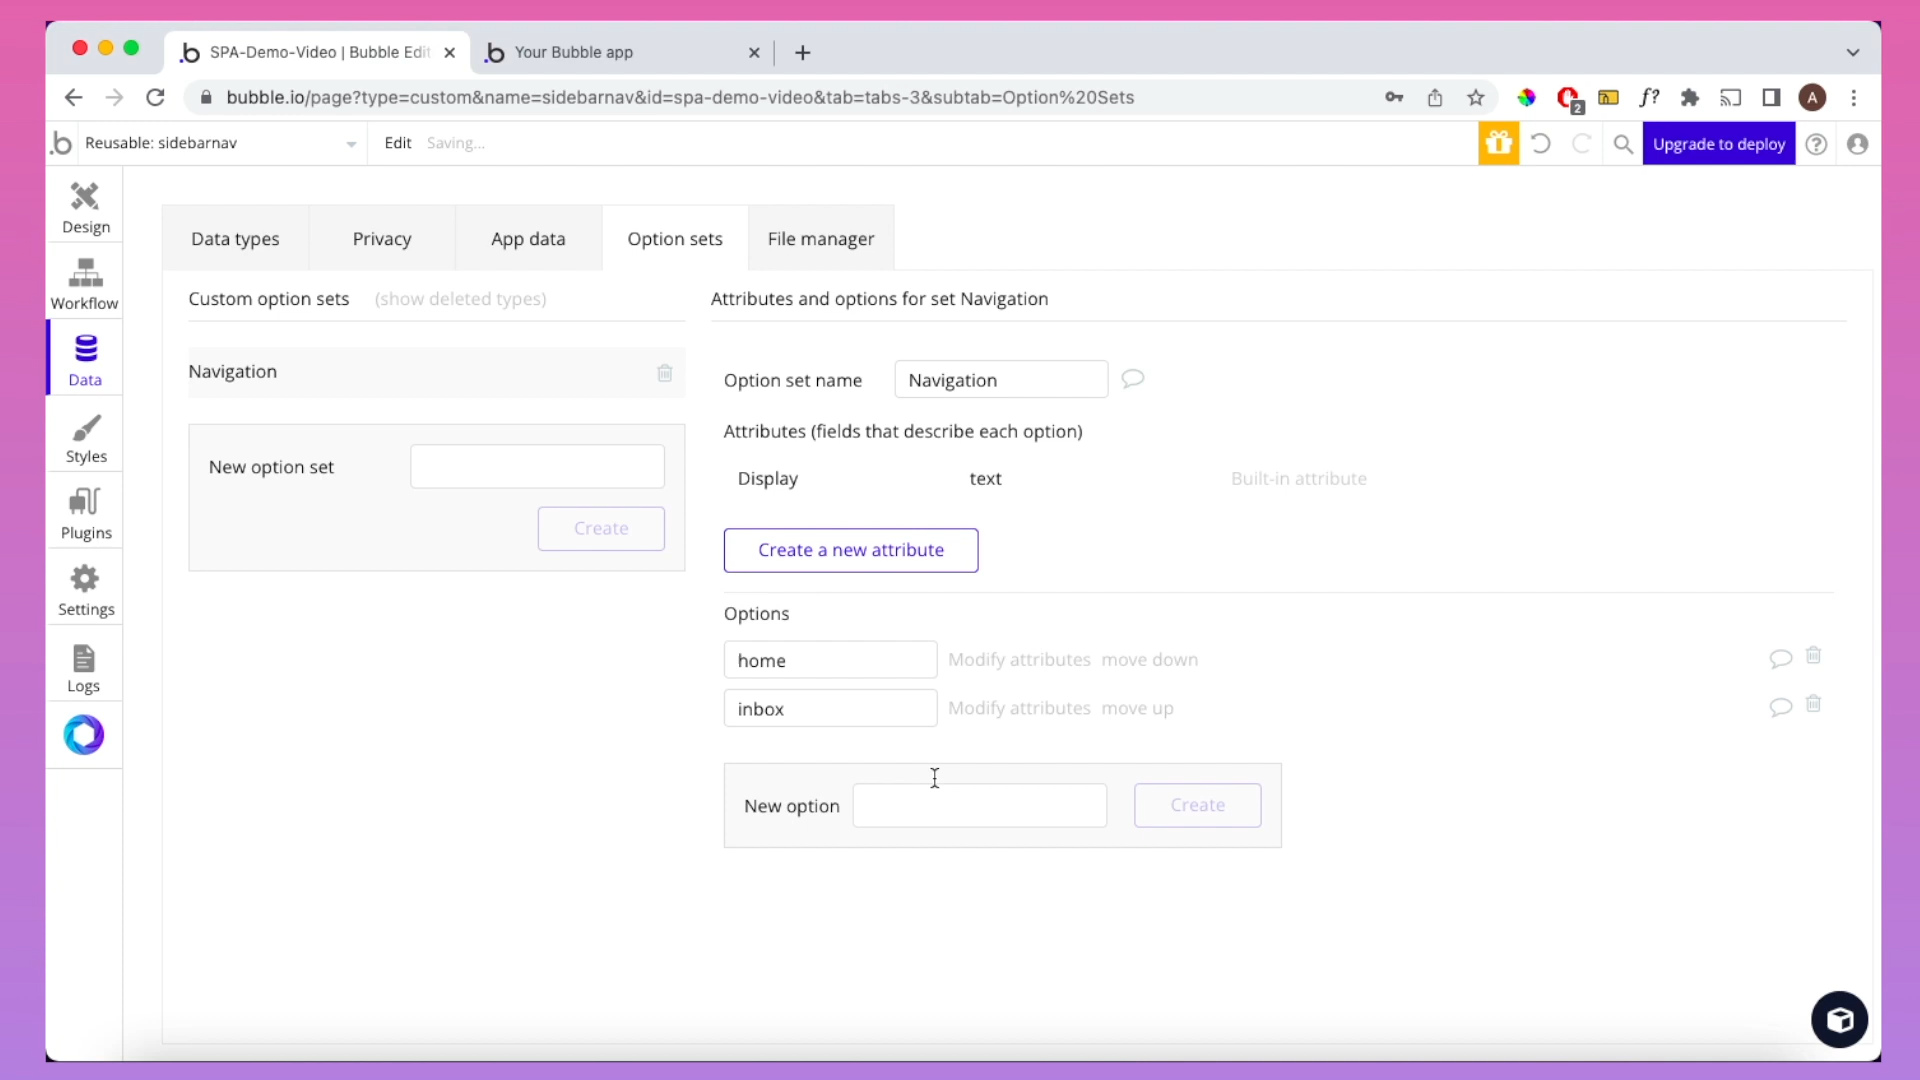 SPA-Demo-Video | Bubble Edit
Your Bubble app
bubble.io/page?type=custom&name=sidebarnav&id=spa-demo-video&tab=tabs-3&subtab=Option%20Sets
2
f?
A
.b
Reusable: sidebarnav
Edit
Saving...
Upgrade to deploy
Design
Workflow
Data
Styles
Plugins
Settings
Logs
Data types
Privacy
App data
Option sets
File manager
Custom option sets
(show deleted types)
Navigation
New option set
Create
Attributes and options for set Navigation
Option set name
Navigation
Attributes (fields that describe each option)
Display
text
Built-in attribute
Create a new attribute
Options
home
Modify attributes
move down
inbox
Modify attributes
move up
New option
Create